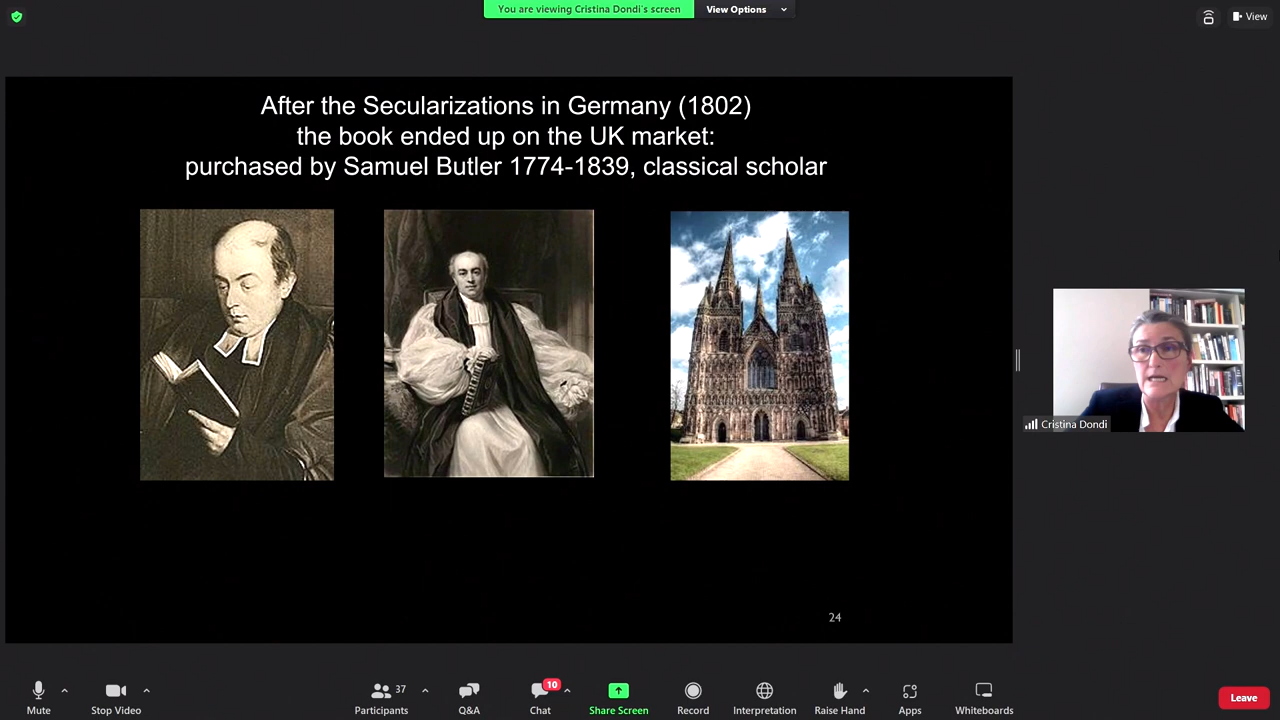 You are viewing Cristina Dondi's screen
View Options
View
After the Secularizations in Germany (1802)
the book ended up on the UK market:
purchased by Samuel Butler 1774-1839, classical scholar
Cristina Dondi
24
Mute
Stop Video
Participants
37
Q&A
Chat
10
Share Screen
Record
Interpretation
Raise Hand
Apps
Whiteboards
Leave